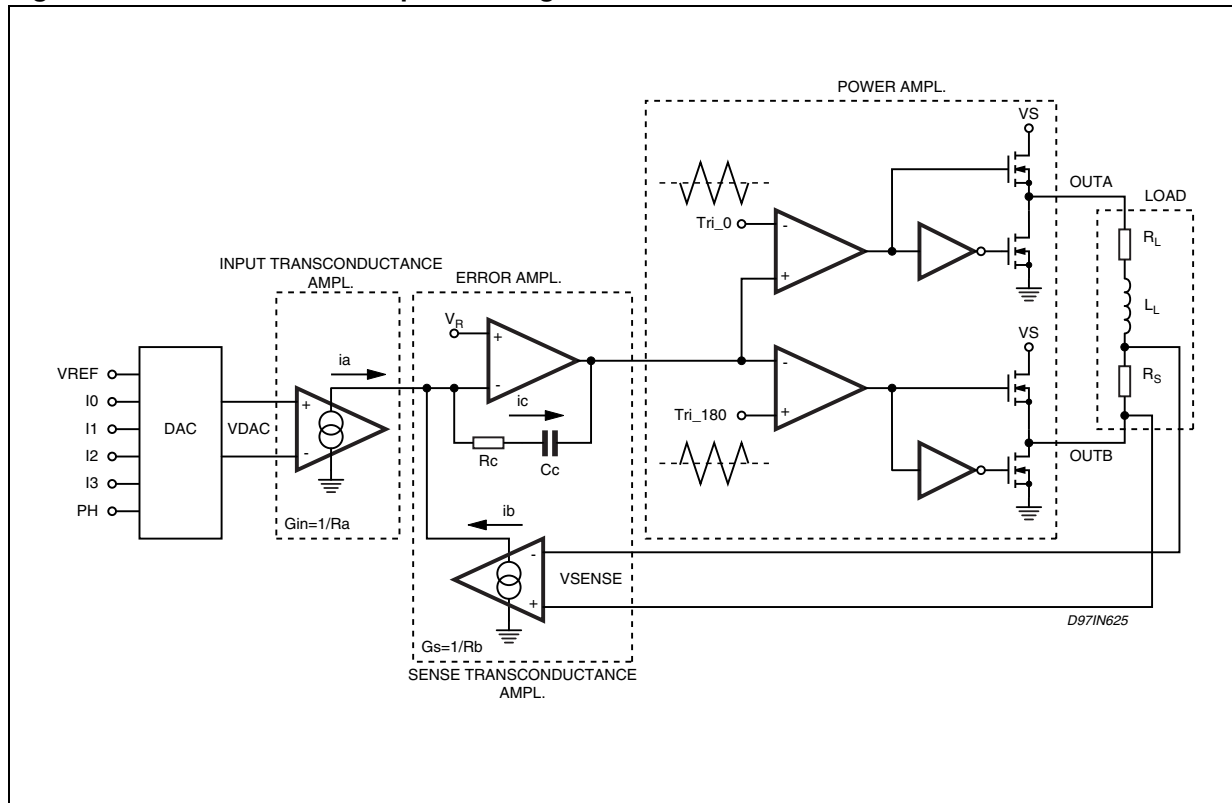 POWER AMPL.
VS
OUTA
LOAD
Tri_0
-
+
RL
INPUT TRANSCONDUCTANCE
AMPL.
ERROR AMPL.
VR
+
-
LL
VS
ia
ic
Rc
Cc
-
+
Tri_180
RS
OUTB
VREF
I0
I1
I2
I3
PH
DAC
VDAC
+
-
Gin=1/Ra
ib
-
VSENSE
+
Gs=1/Rb
D97IN625
SENSE TRANSCONDUCTANCE
AMPL.